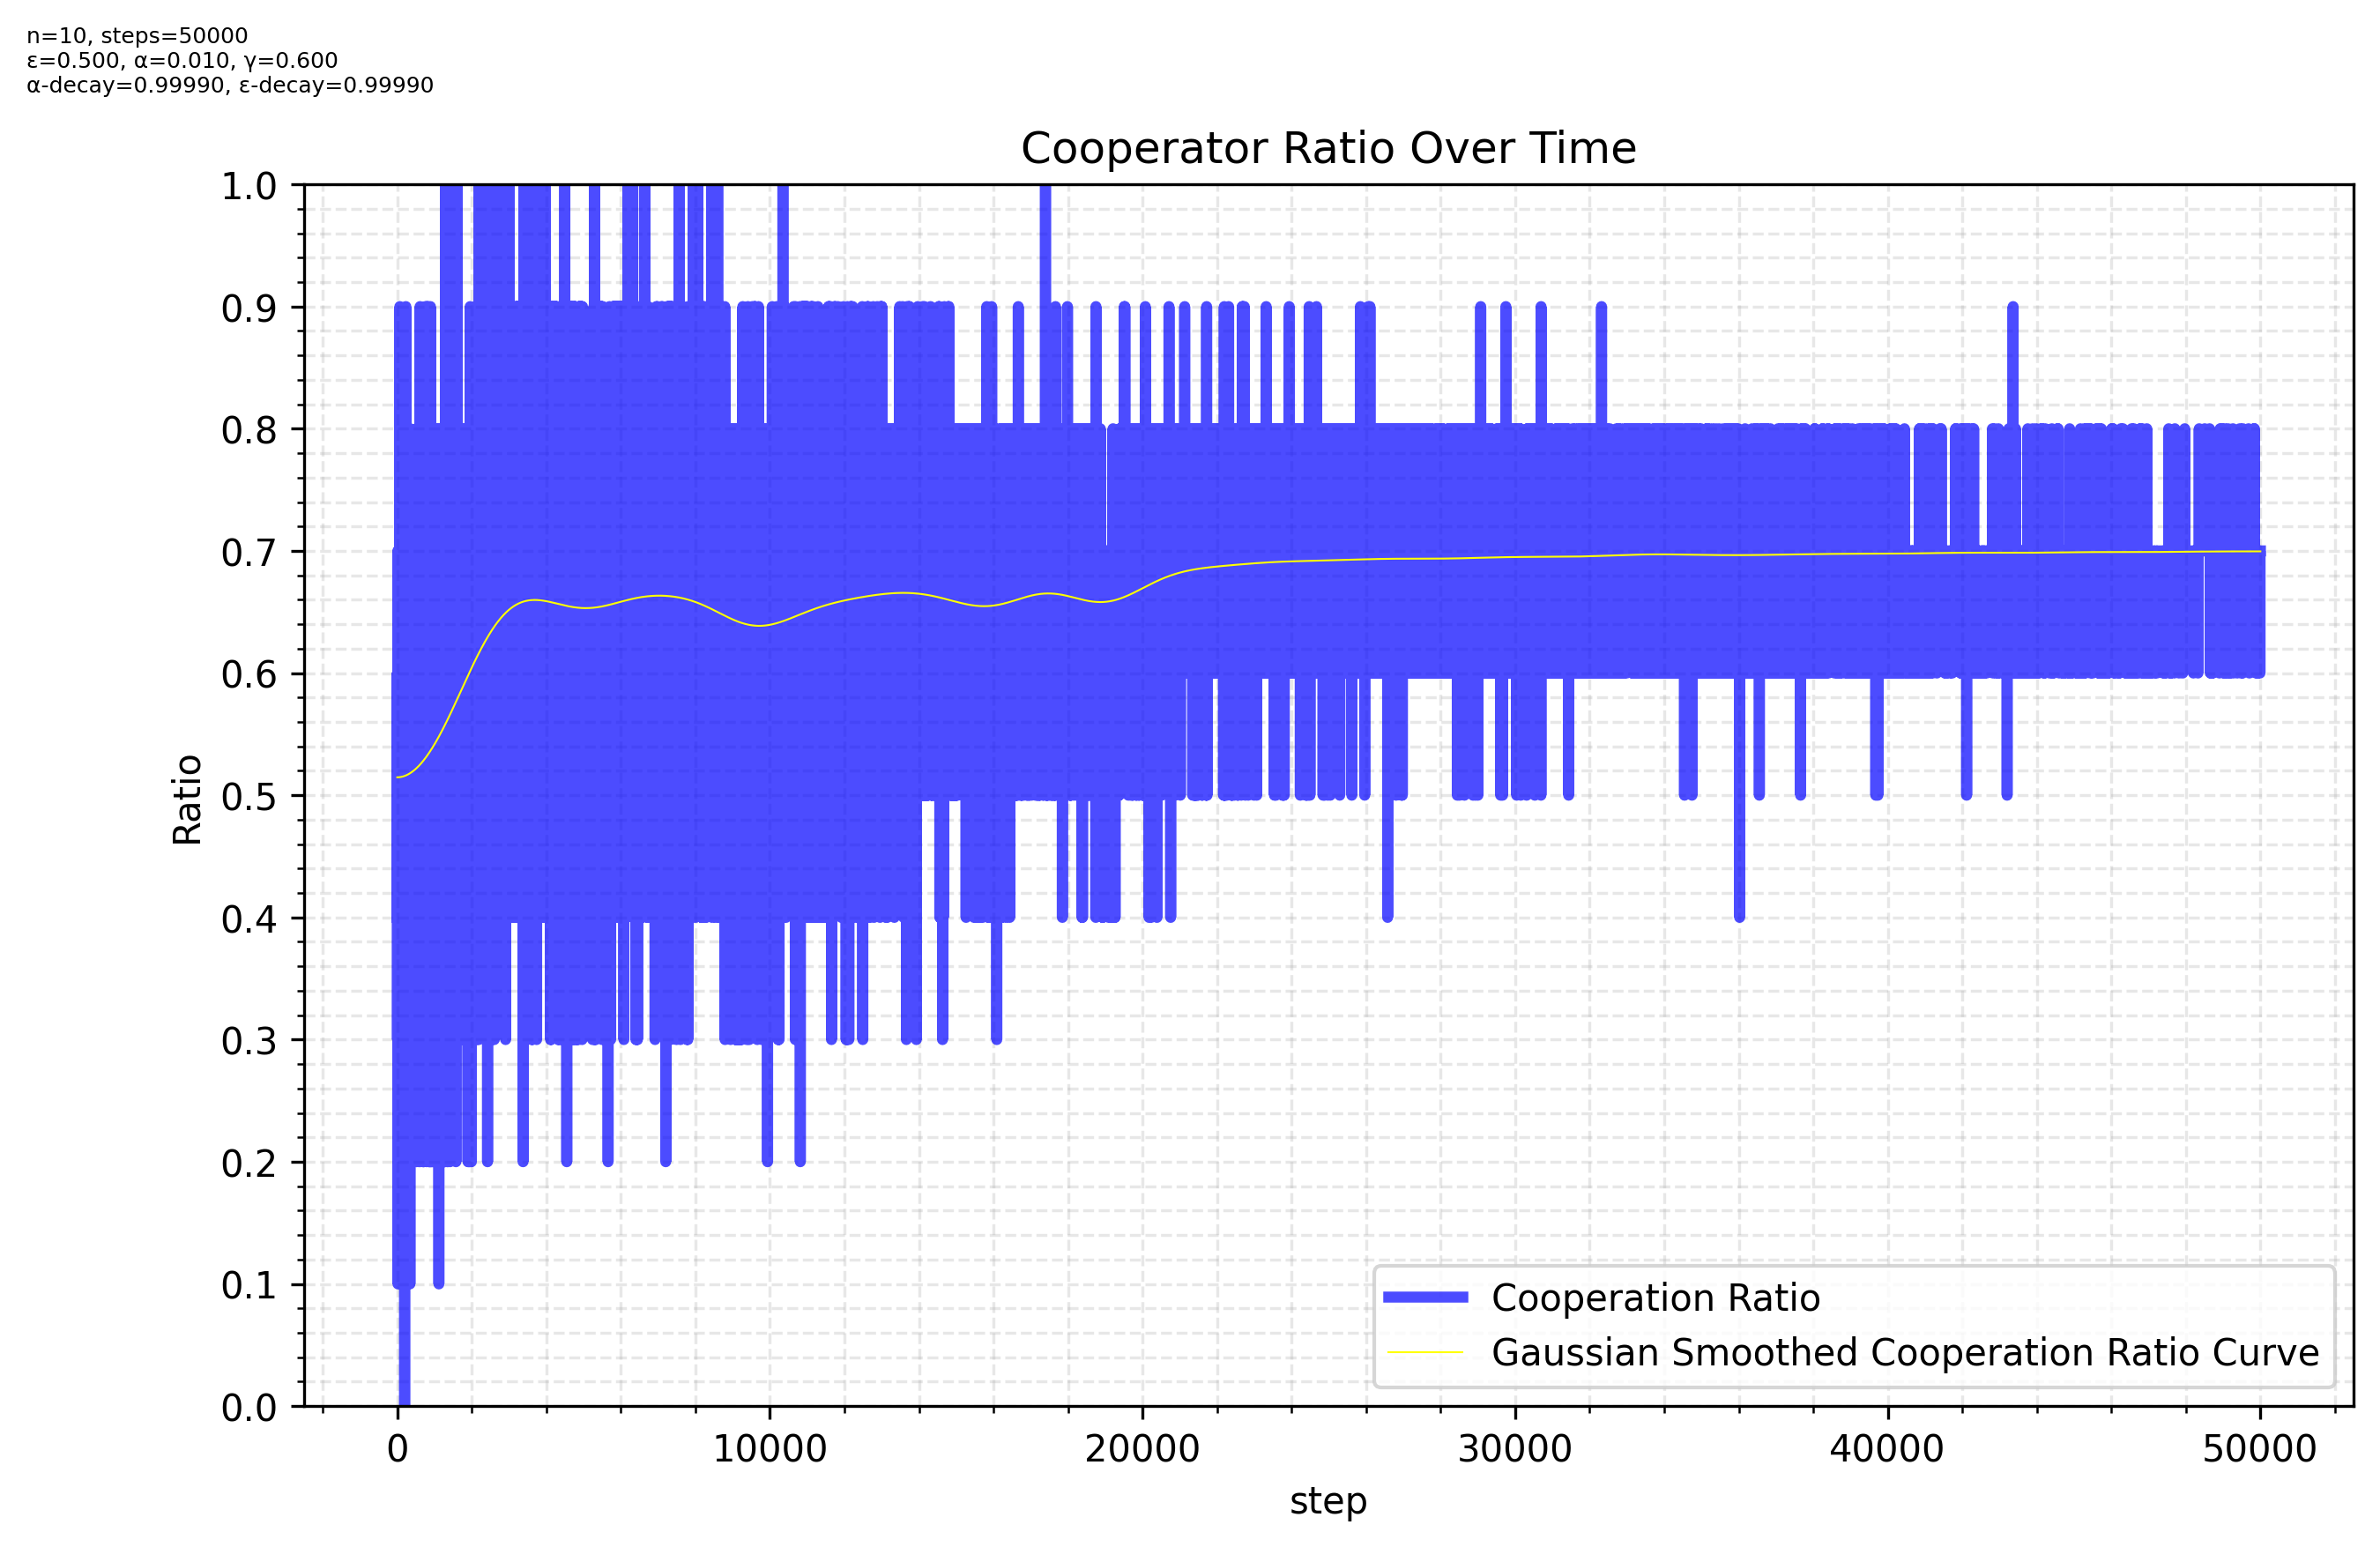 n=10, steps=50000
ε=0.500, α=0.010, γ=0.600
α-decay=0.99990, ε-decay=0.99990
Cooperator Ratio Over Time
1.0
0.9
0.8
0.7
0.6
0.5
0.4
0.3
0.2
0.1
0.0
Ratio
0 10000 20000 30000 40000 50000
step
Cooperation Ratio
Gaussian Smoothed Cooperation Ratio Curve